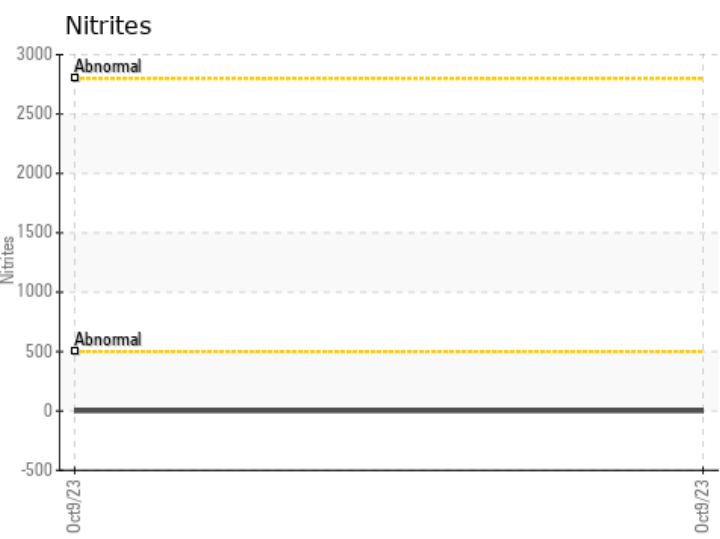 Nitrites
3000
Abnormal
2500
2000
1500
Nitrites
1000
Abnormal
500
0
-500
Oct9/23
Oct9/23